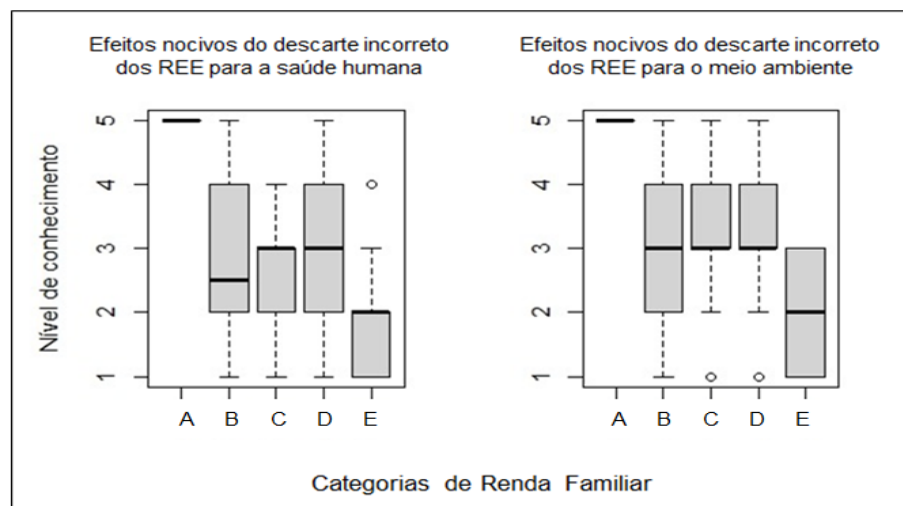 Efeitos nocivos do descarte incorreto
dos REE para a saúde humana
Efeitos nocivos do descarte incorreto
dos REE para o meio ambiente
Nível de conhecimento
5
4
3
2
1
A B C D E
5
4
3
2
1
A B C D E
Categorias de Renda Familiar